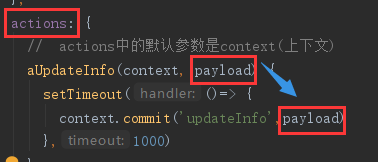 },
actions: {
// actions中的默认参数是context(上下文)
aUpdateInfo(context, payload) {
setTimeout( handler: ()=> {
context.commit('updateInfo',payload)
}, timeout: 1000)